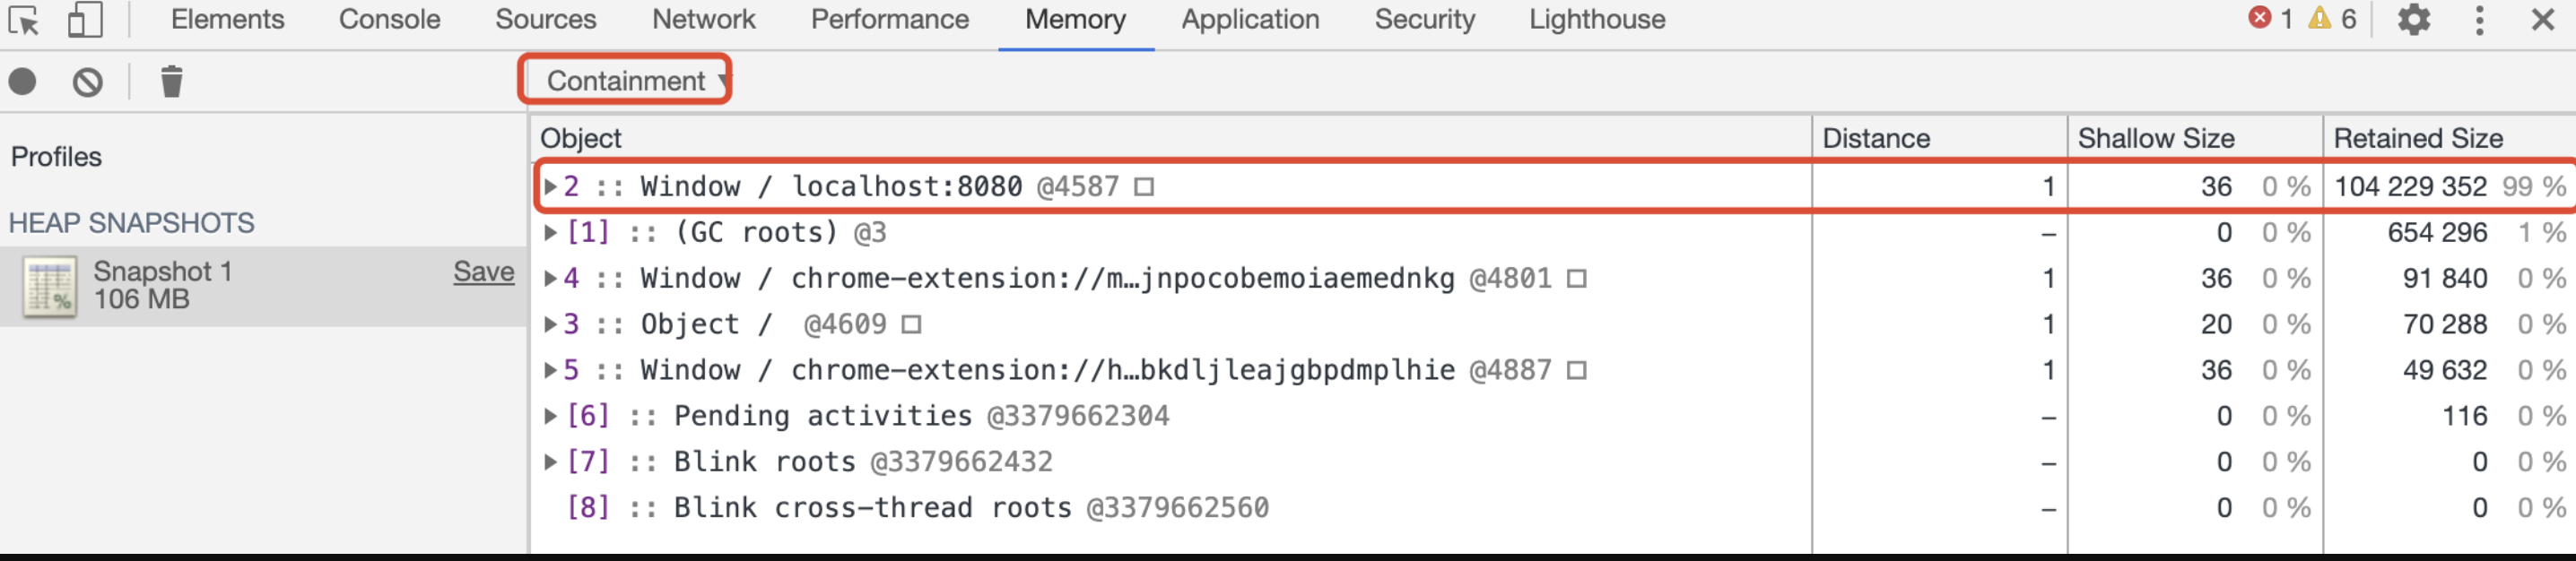 Elements Console Sources Network Performance Memory Application Security Lighthouse 1 6
Containment ▼
Profiles
HEAP SNAPSHOTS
Snapshot 1 Save
106 MB
Object Distance Shallow Size Retained Size
2 :: Window / localhost:8080 @4587 1 36 0 % 104 229 352 99 %
[1] :: (GC roots) @3 – 0 0 % 654 296 1 %
4 :: Window / chrome-extension://m…jnpocobemoiaemednkg @4801 1 36 0 % 91 840 0 %
3 :: Object / @4609 1 20 0 % 70 288 0 %
5 :: Window / chrome-extension://h…bkdljleajgbpdmplhie @4887 1 36 0 % 49 632 0 %
[6] :: Pending activities @3379662304 – 0 0 % 116 0 %
[7] :: Blink roots @3379662432 – 0 0 % 0 0 %
[8] :: Blink cross-thread roots @3379662560 – 0 0 % 0 0 %